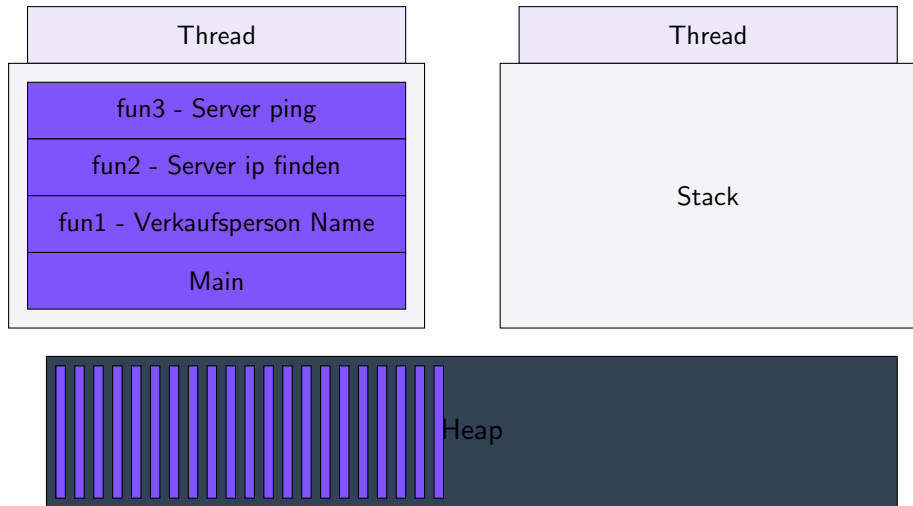 Thread
Thread
fun3 - Server ping
fun2 - Server ip finden
fun1 - Verkaufsperson Name
Main
Stack
Heap